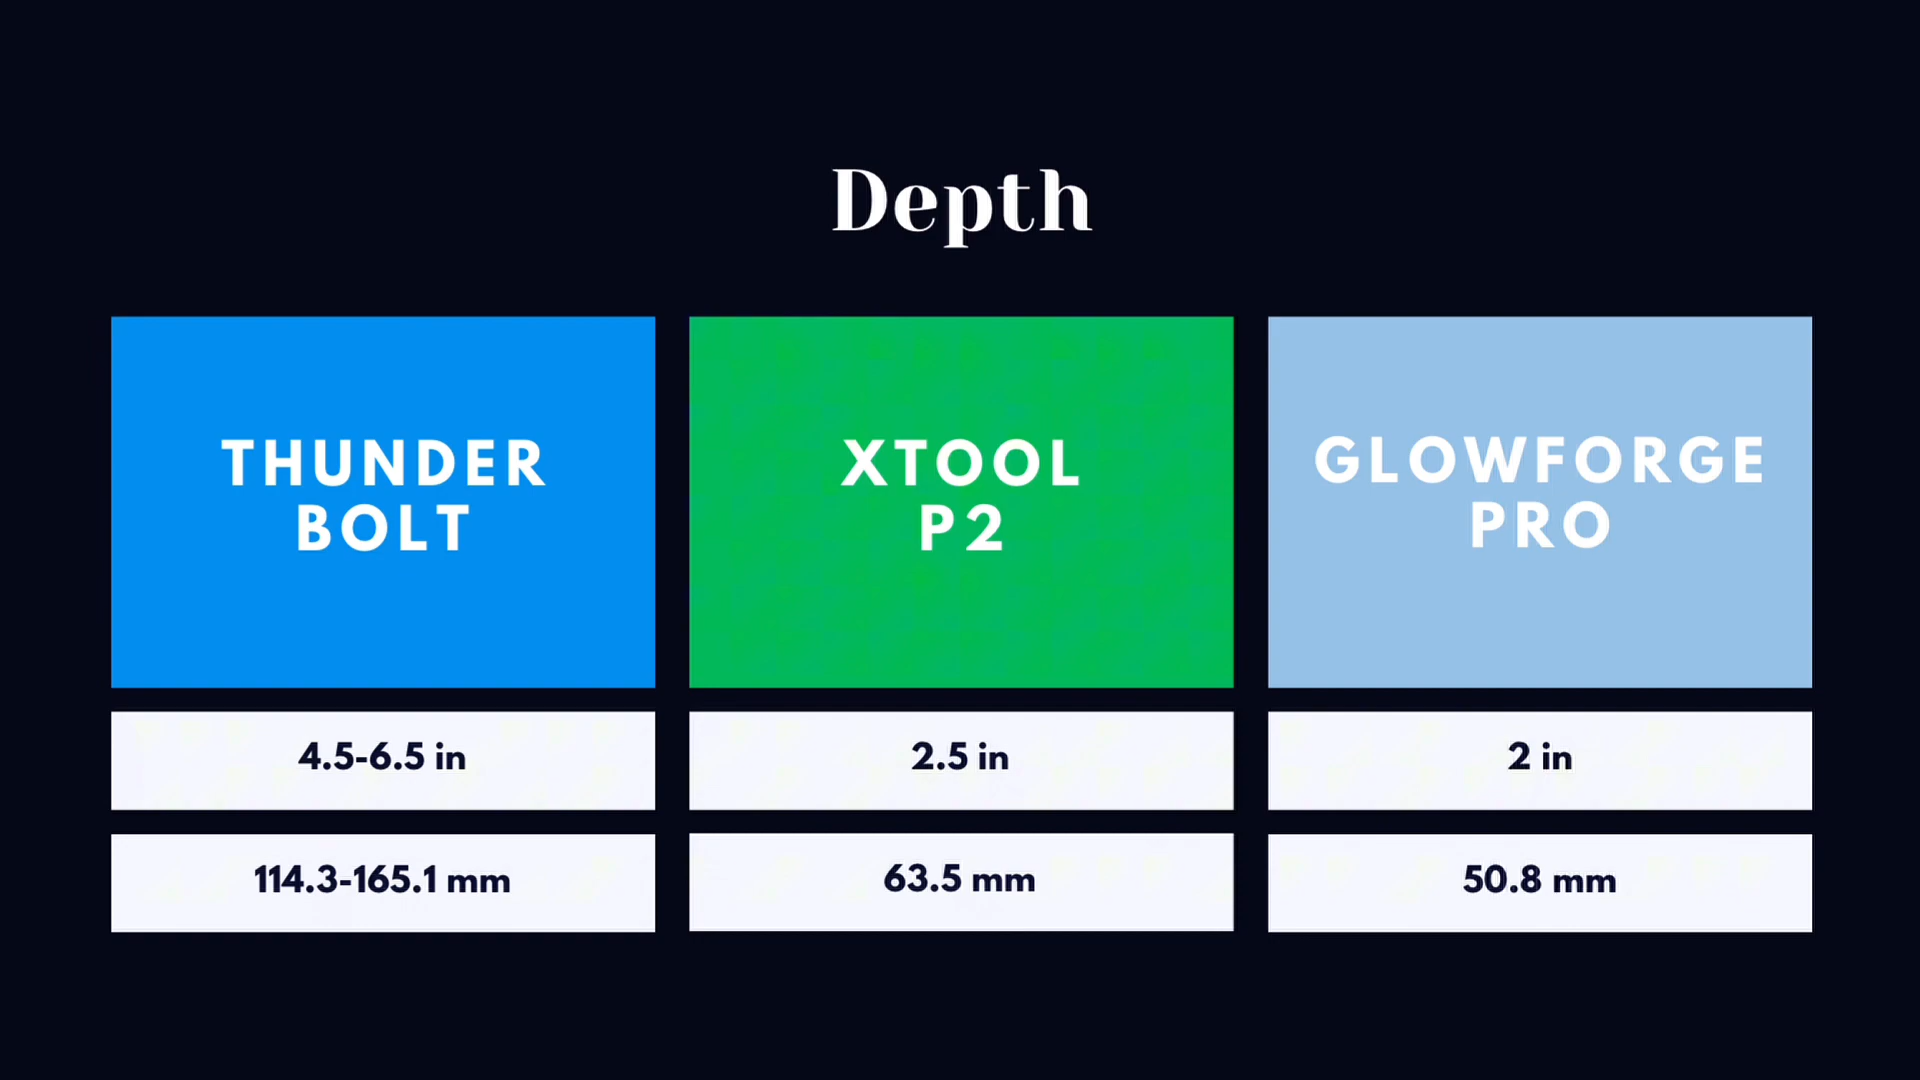 Depth
THUNDER
BOLT
XTOOL
P2
GLOWFORGE
PRO
4.5-6.5 in
2.5 in
2 in
114.3-165.1 mm
63.5 mm
50.8 mm